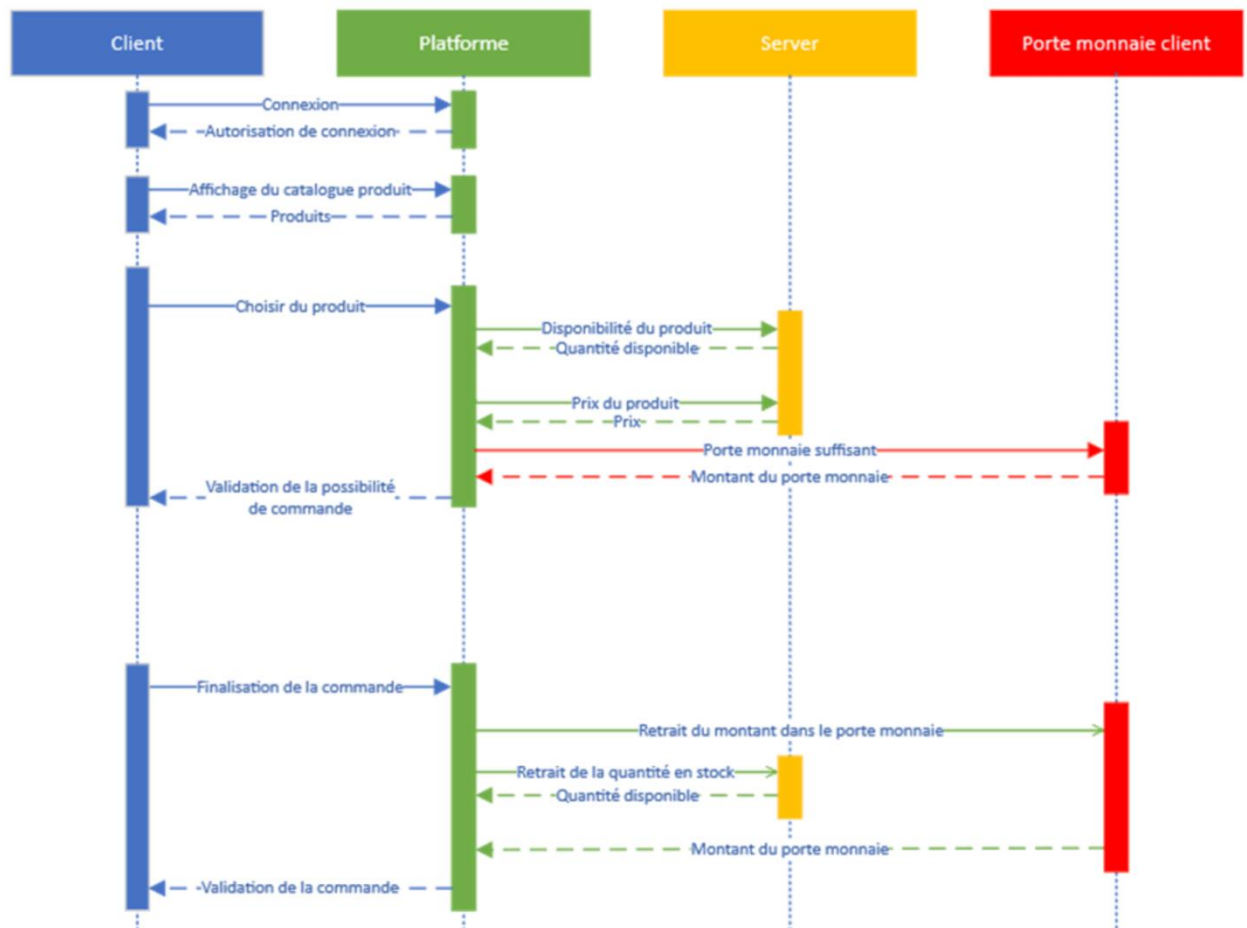 Client
Platforme
Server
Porte monnaie client
Connexion
Autorisation de connexion
Affichage du catalogue produit
Produits
Choisir du produit
Disponibilité du produit
Quantité disponible
Prix du produit
Prix
Porte monnaie suffisant
Montant du porte monnaie
Validation de la possibilité
de commande
Finalisation de la commande
Retrait du montant dans le porte monnaie
Retrait de la quantité en stock
Quantité disponible
Montant du porte monnaie
Validation de la commande